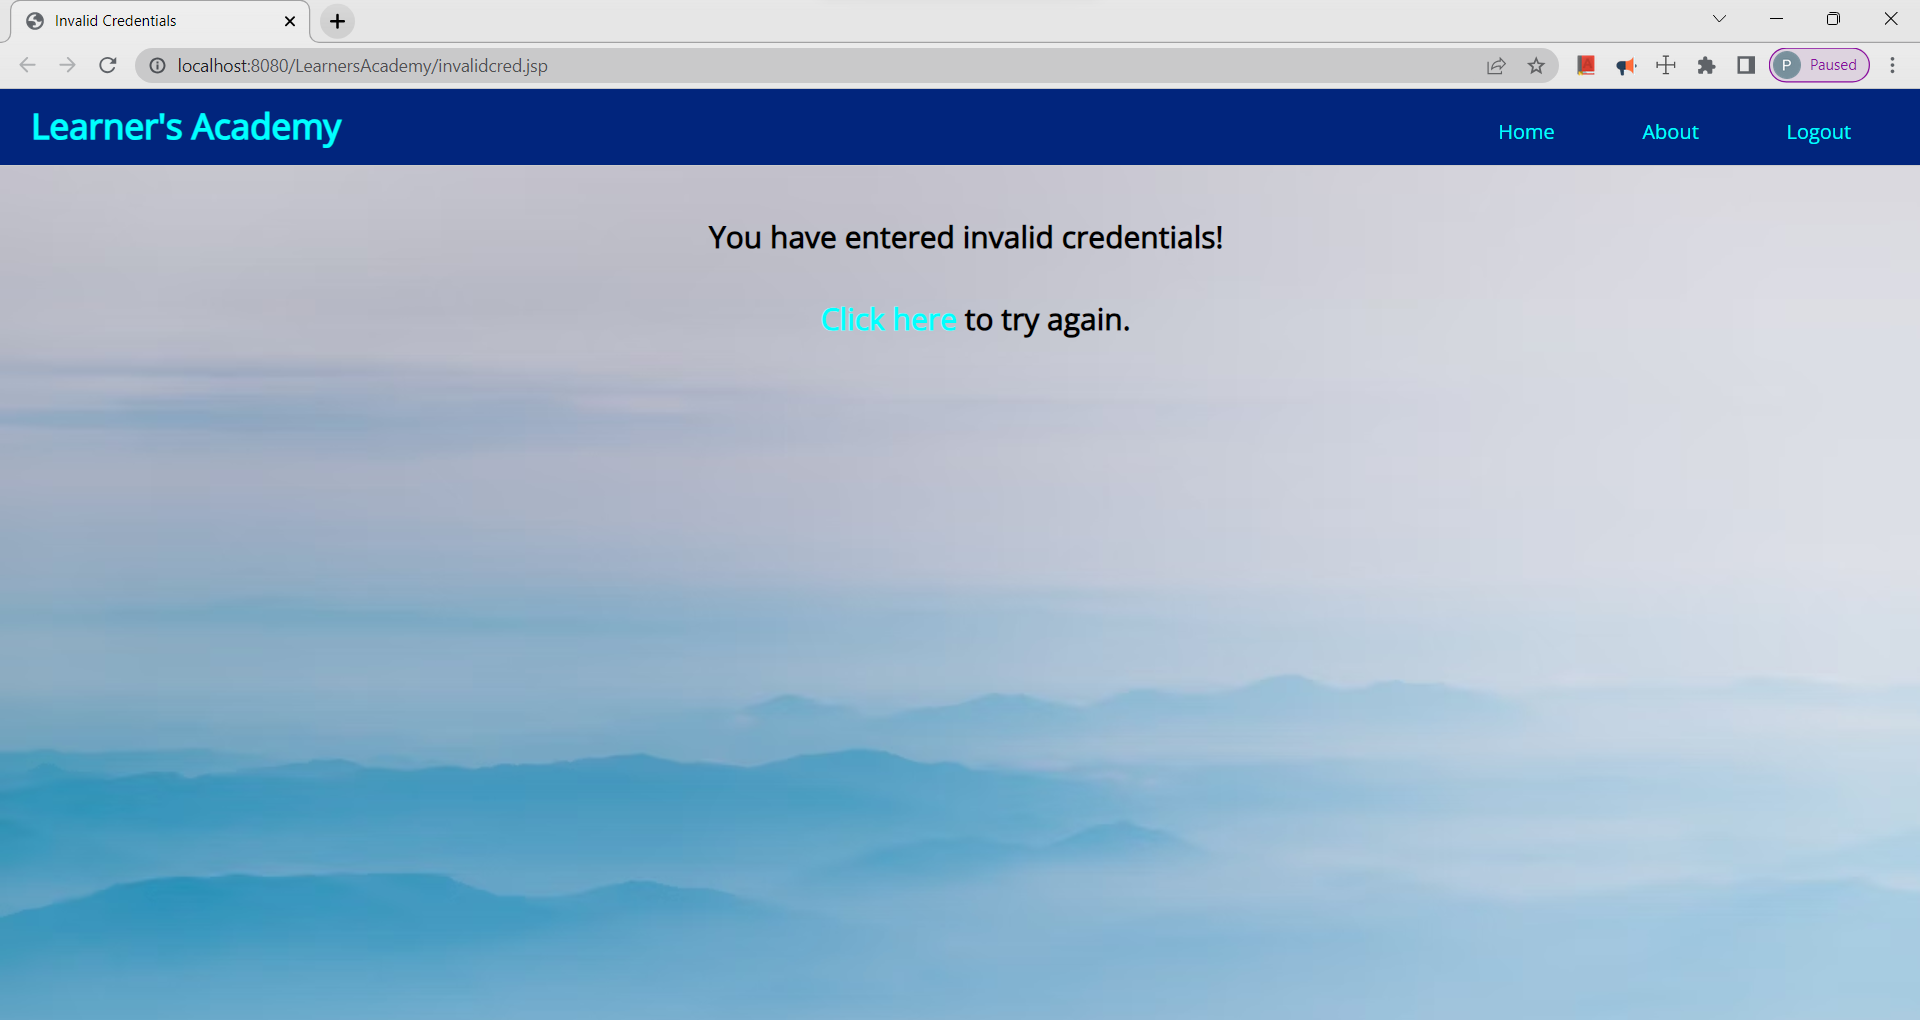 Invalid Credentials
localhost:8080/LearnersAcademy/invalidcred.jsp
P Paused
Learner's Academy
Home About Logout
You have entered invalid credentials!
Click here to try again.